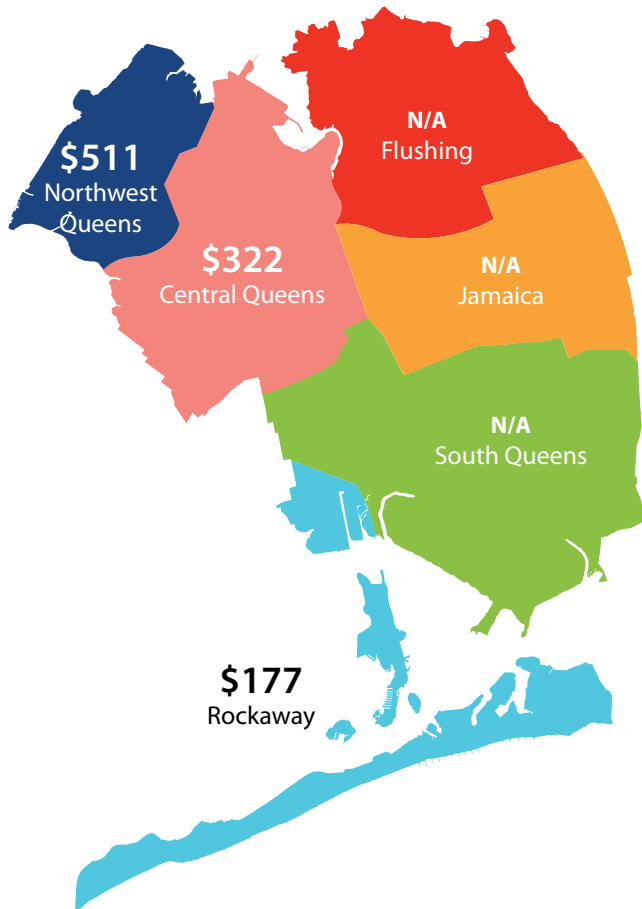 N/A
Flushing
$511
Northwest
Queens
$322
Central Queens
N/A
Jamaica
N/A
South Queens
$177
Rockaway